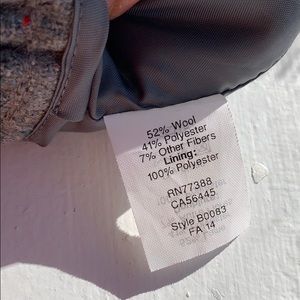 52% Wool
41% Polyester
7% Other Fibers
Lining:
100% Polyester
RN77388
CA56445
Style B0083
FA 14